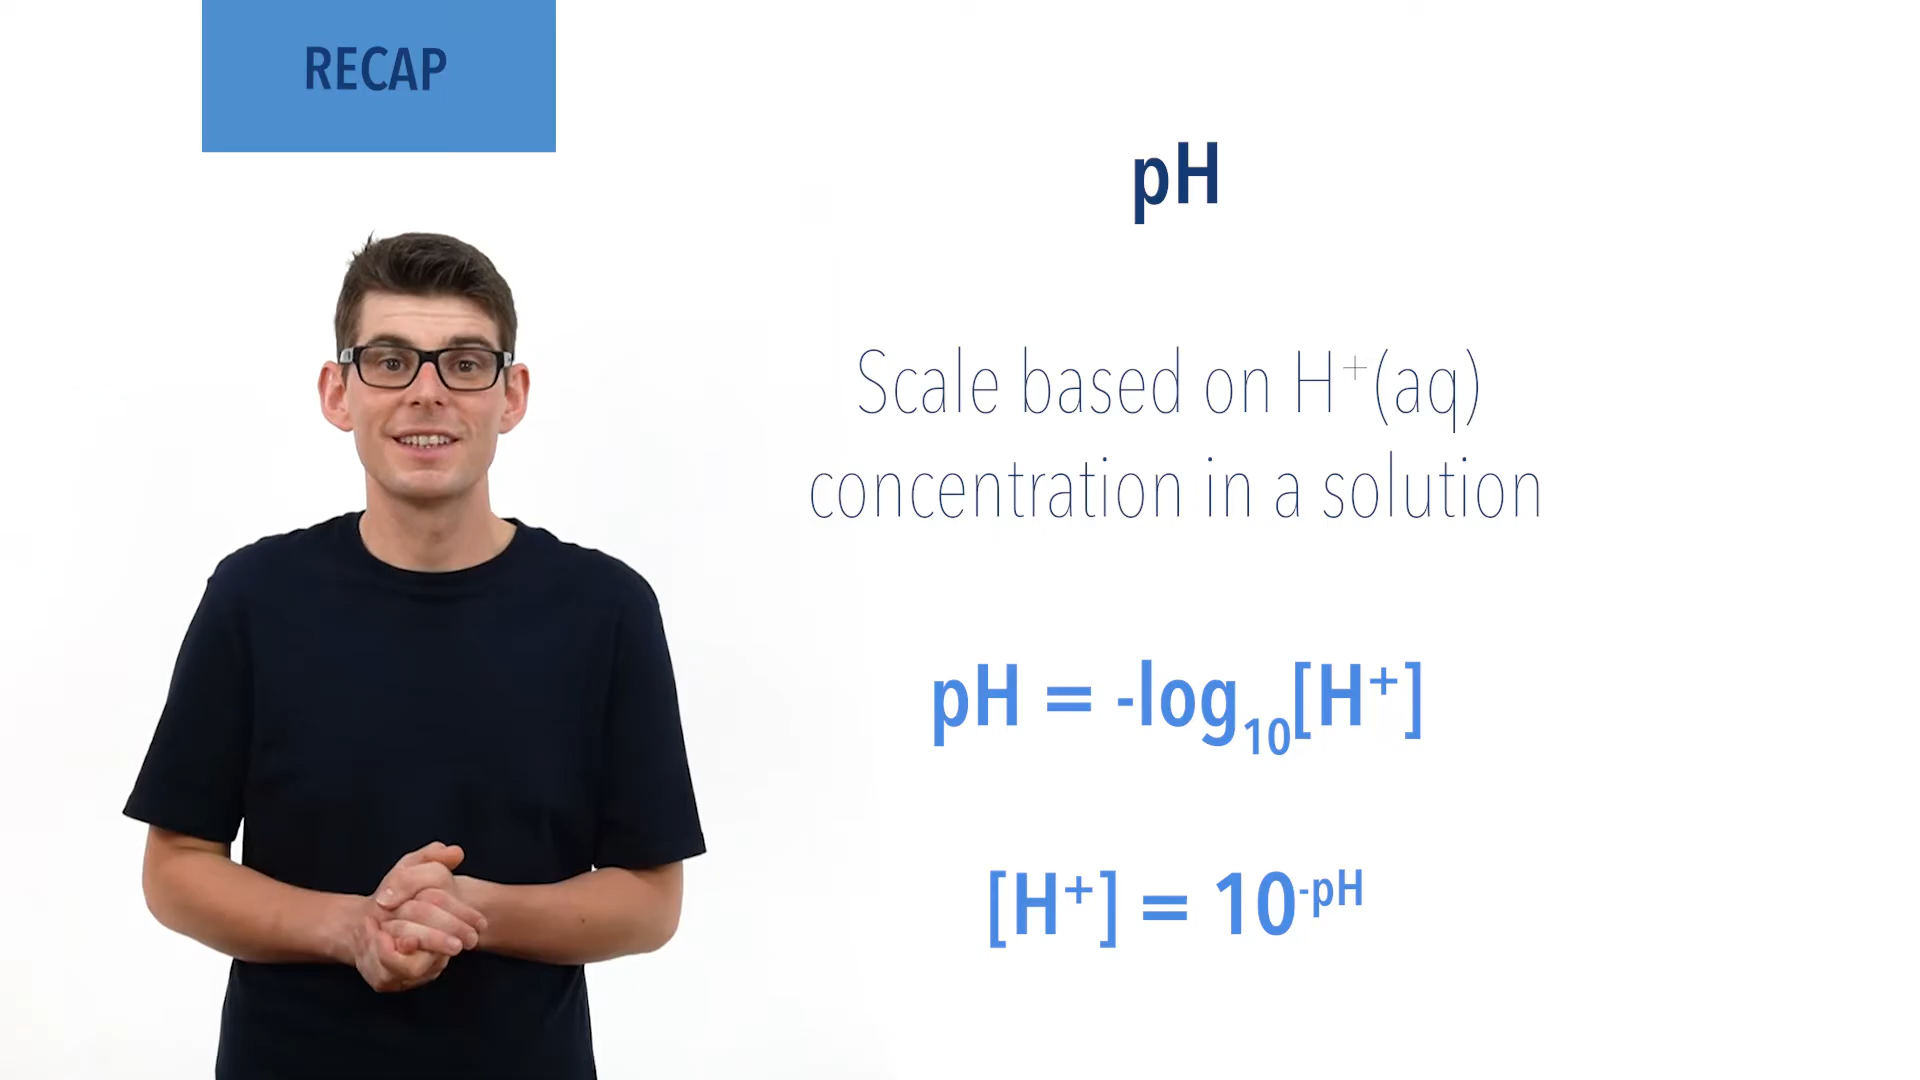 RECAP
pH
Scale based on H⁺(aq)
concentration in a solution
pH = -log₁₀[H⁺]
[H⁺] = 10⁻ᵖᴴ